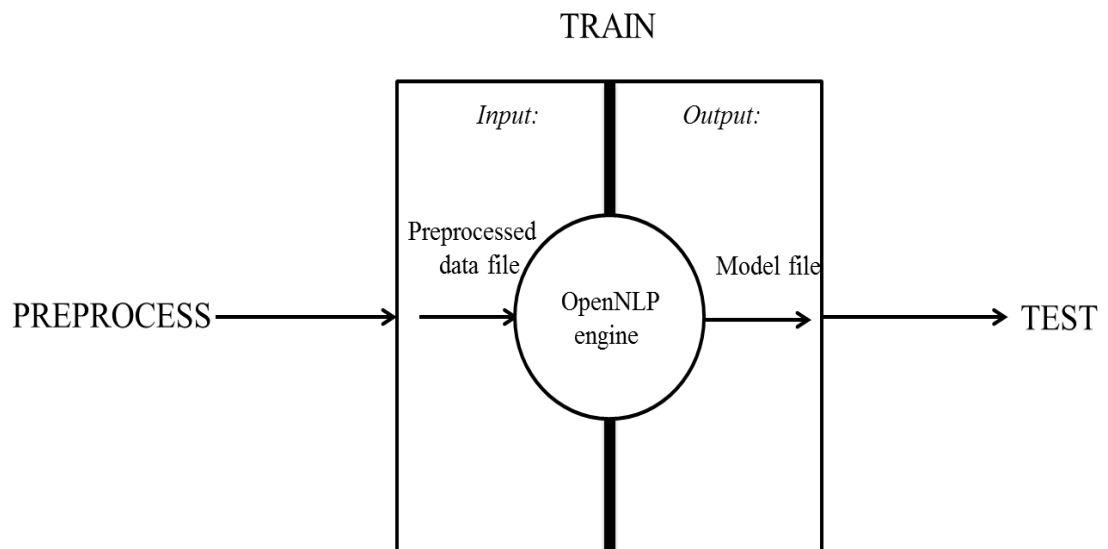 TRAIN
Input:
Output:
Preprocessed
data file
Model file
OpenNLP
engine
PREPROCESS
TEST